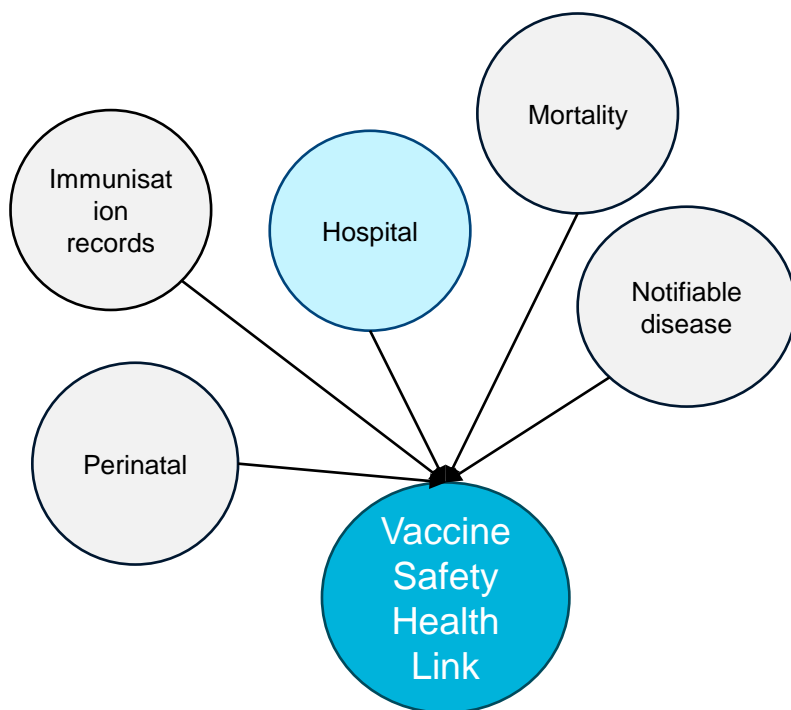 Mortality
Immunisat
ion
records
Hospital
Notifiable
disease
Perinatal
Vaccine
Safety
Health
Link